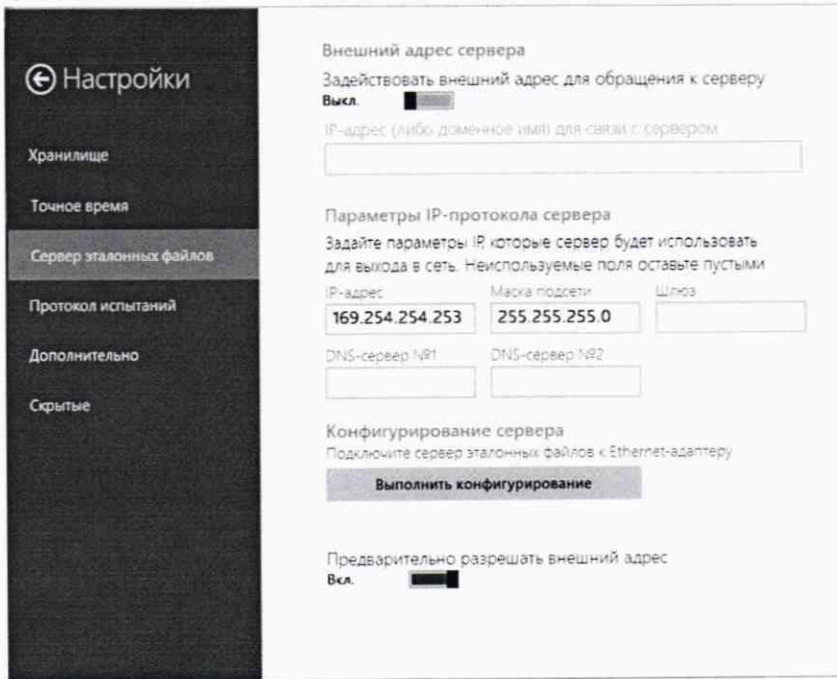 Настройки
Хранилище
Точное время
Сервер эталонных файлов
Протокол испытаний
Дополнительно
Скрытые
Внешний адрес сервера
Задействовать внешний адрес для обращения к серверу
Выкл.
IP-адрес (либо доменное имя) для связи с сервером
Параметры IP-протокола сервера
Задайте параметры IP, которые сервер будет использовать
для выхода в сеть. Неиспользуемые поля оставьте пустыми
IP-адрес Маска подсети Шлюз
169.254.254.253 255.255.255.0
DNS-сервер №1 DNS-сервер №2
Конфигурирование сервера
Подключите сервер эталонных файлов к Ethernet-адаптеру
Выполнить конфигурирование
Предварительно разрешать внешний адрес
Вкл.